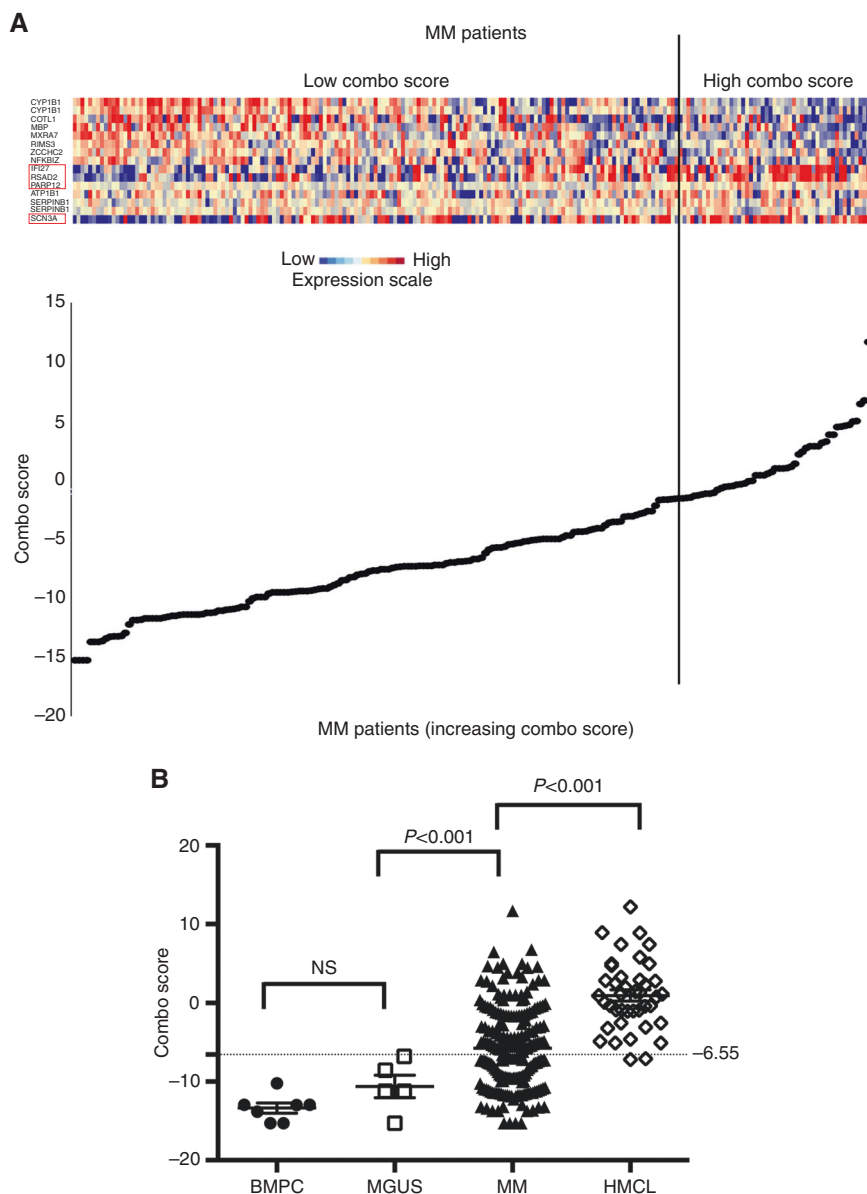 A
MM patients
Low combo score
High combo score
CYP1B1
CYP1B1
COTL1
MBP
MXRA7
RIMS3
ZCCHC2
NFKBIZ
IFI27
RSAD2
PARP12
ATP1B1
SERPINB1
SERPINB1
SCN3A
Low
High
Expression scale
15
10
5
0
−5
−10
−15
−20
Combo score
MM patients (increasing combo score)
B
P<0.001
P<0.001
NS
20
10
0
−10
−20
Combo score
−6.55
BMPC
MGUS
MM
HMCL